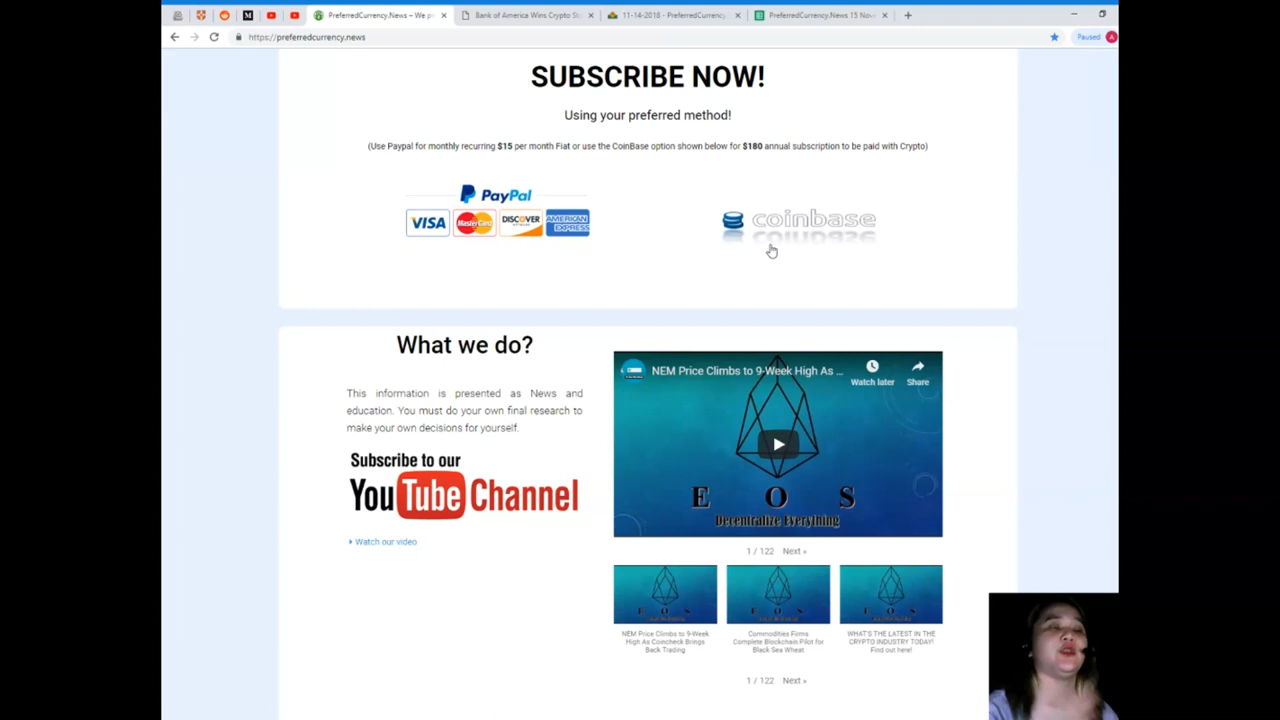 PreferredCurrency.News – We pr
Bank of America Wins Crypto St
11-14-2018 - PreferredCurrency
PreferredCurrency.News 15 Nov
https://preferredcurrency.news
Paused
A
SUBSCRIBE NOW!
Using your preferred method!
(Use Paypal for monthly recurring $15 per month Fiat or use the CoinBase option shown below for $180 annual subscription to be paid with Crypto)
PayPal
VISA MasterCard DISCOVER AMERICAN EXPRESS
coinbase
What we do?
This information is presented as News and
education. You must do your own final research to
make your own decisions for yourself.
Subscribe to our
YouTube Channel
Watch our video
NEM Price Climbs to 9-Week High As ...
Watch later
Share
E O S
Decentralize Everything
1 / 122 Next »
NEM Price Climbs to 9-Week
High As Coincheck Brings
Back Trading
Commodities Firms
Complete Blockchain Pilot for
Black Sea Wheat
WHAT'S THE LATEST IN THE
CRYPTO INDUSTRY TODAY!
Find out here!
1 / 122 Next »